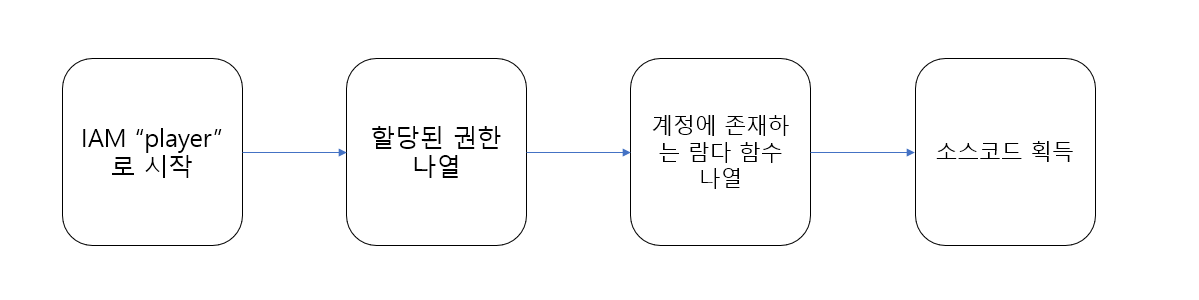 IAM “player”
로 시작
할당된 권한
나열
계정에 존재하
는 람다 함수
나열
소스코드 획득